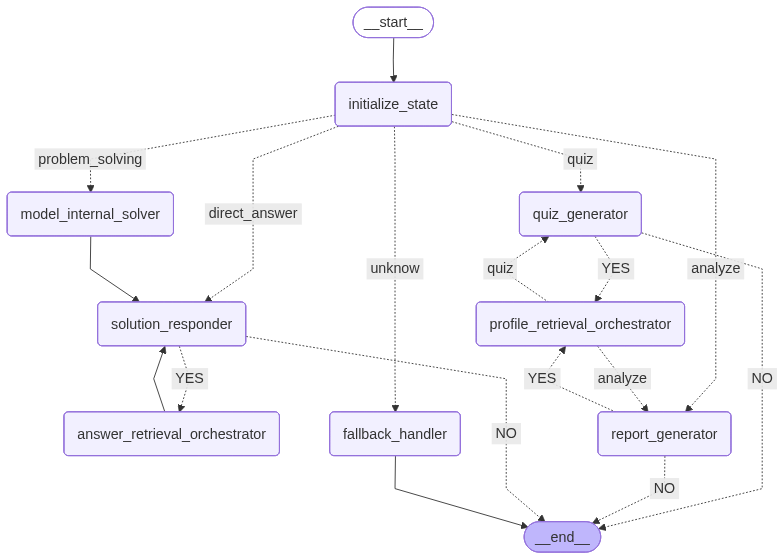 __start__
initialize_state
problem_solving
quiz
model_internal_solver
direct_answer
quiz_generator
unknow
quiz
YES
analyze
solution_responder
profile_retrieval_orchestrator
YES
YES
analyze
NO
answer_retrieval_orchestrator
fallback_handler
NO
report_generator
NO
__end__